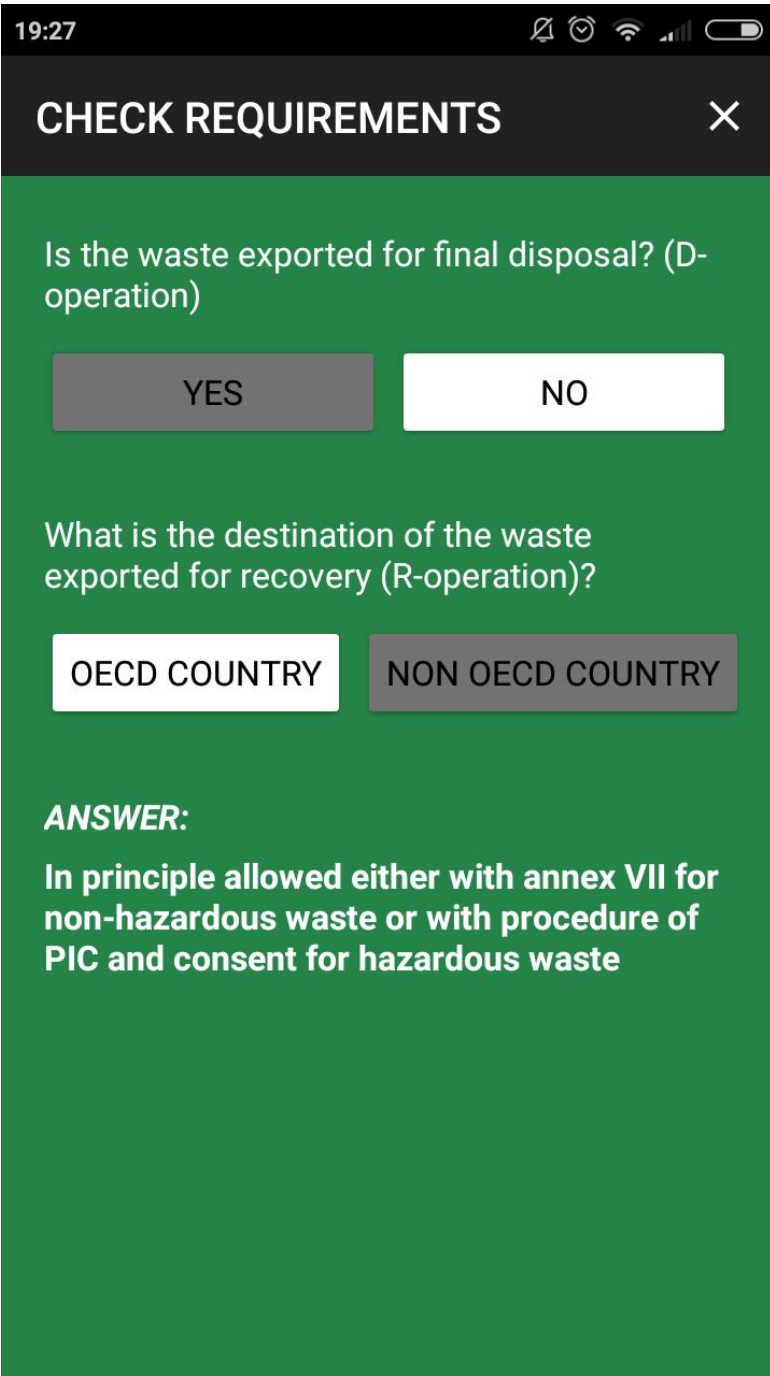 19:27
CHECK REQUIREMENTS
Is the waste exported for final disposal? (D-
operation)
YES NO
What is the destination of the waste
exported for recovery (R-operation)?
OECD COUNTRY NON OECD COUNTRY
ANSWER:
In principle allowed either with annex VII for
non-hazardous waste or with procedure of
PIC and consent for hazardous waste